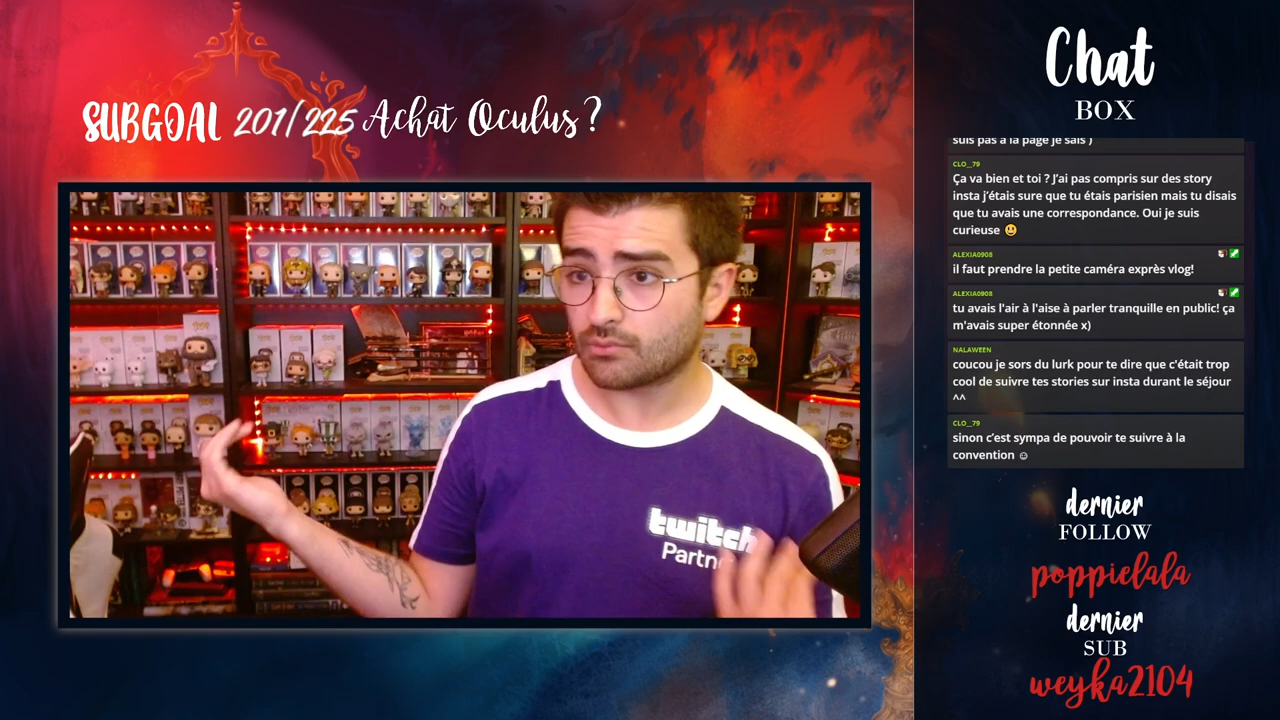 SUBGOAL 201/225 Achat Oculus?
twitch
Chat
BOX
suis pas à la page je sais )
CLO__79
Ça va bien et toi ? J'ai pas compris sur des story
insta j'étais sure que tu étais parisien mais tu disais
que tu avais une correspondance. Oui je suis
curieuse 😃
ALEXIA0908
il faut prendre la petite caméra exprès vlog!
ALEXIA0908
tu avais l'air à l'aise à parler tranquille en public! ça
m'avais super étonnée x)
NALAWEEN
coucou je sors du lurk pour te dire que c'était trop
cool de suivre tes stories sur insta durant le séjour
^^
CLO__79
sinon c'est sympa de pouvoir te suivre à la
convention ☺
dernier
FOLLOW
poppielala
dernier
SUB
weyka2104